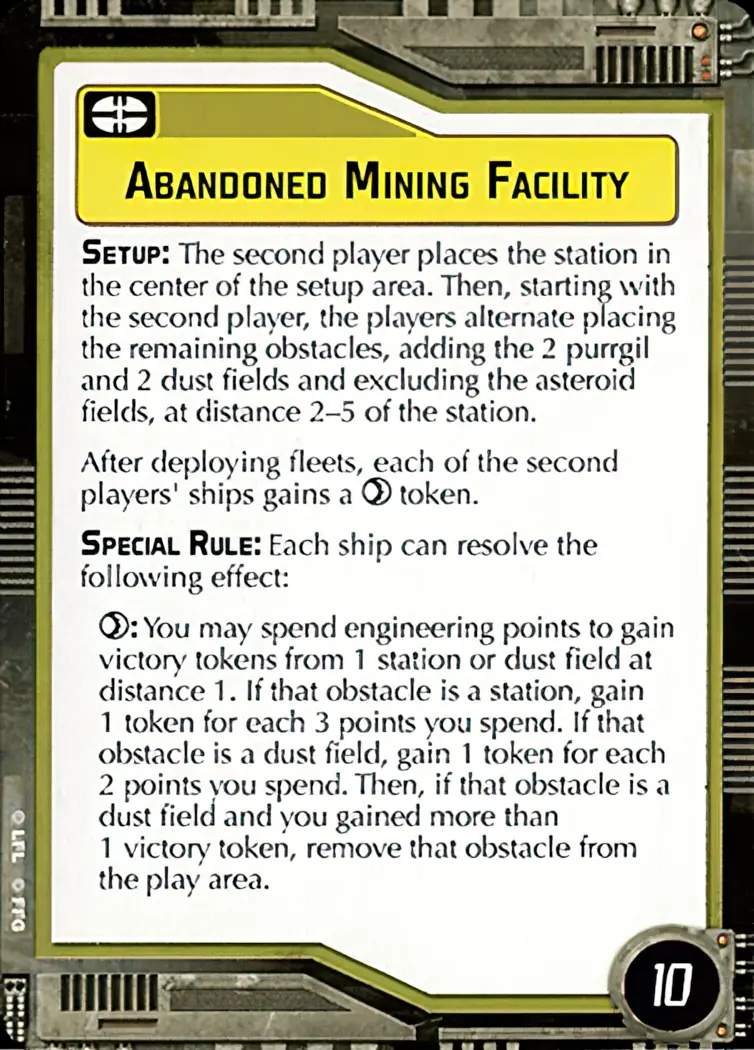 ABANDONED MINING FACILITY
SETUP: The second player places the station in
the center of the setup area. Then, starting with
the second player, the players alternate placing
the remaining obstacles, adding the 2 purrgil
and 2 dust fields and excluding the asteroid
fields, at distance 2–5 of the station.
After deploying fleets, each of the second
players' ships gains a token.
SPECIAL RULE: Each ship can resolve the
following effect:
: You may spend engineering points to gain
victory tokens from 1 station or dust field at
distance 1. If that obstacle is a station, gain
1 token for each 3 points you spend. If that
obstacle is a dust field, gain 1 token for each
2 points you spend. Then, if that obstacle is a
dust field and you gained more than
1 victory token, remove that obstacle from
the play area.
© LFL © FFG
10